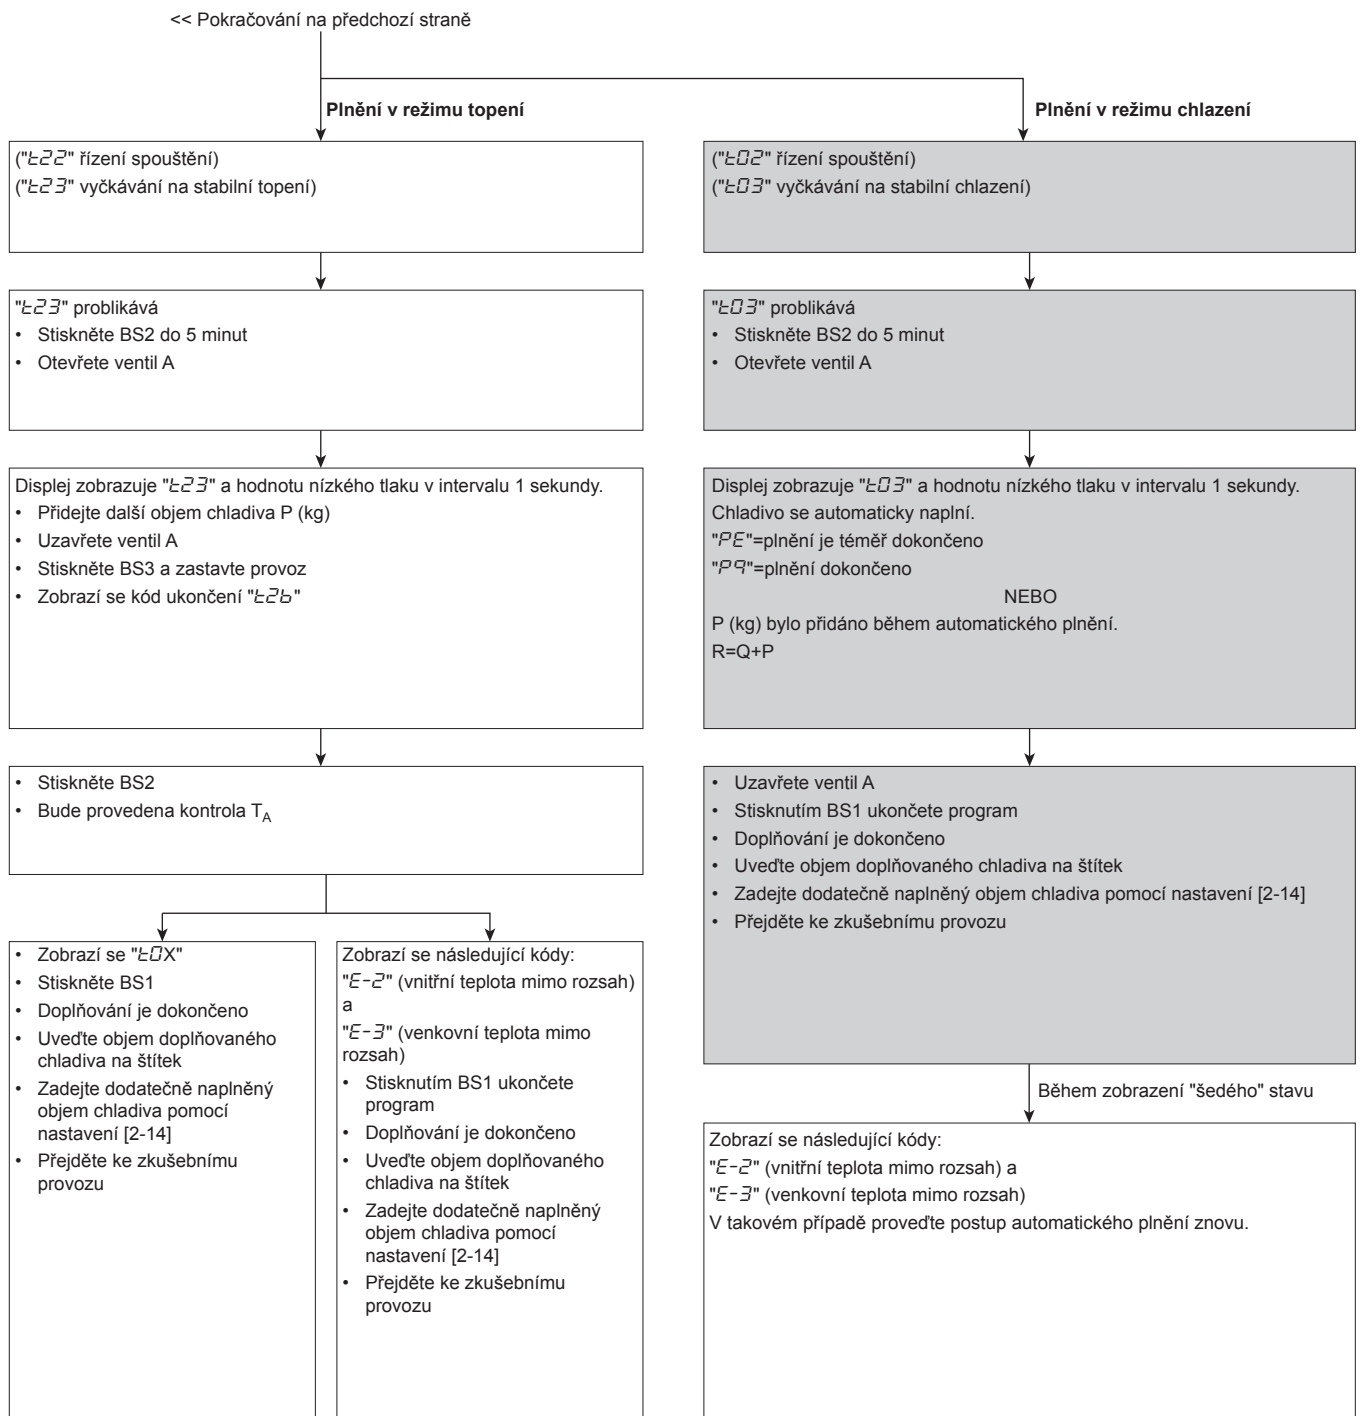 << Pokračování na předchozí straně
Plnění v režimu topení
("t22" řízení spouštění)
("t23" vyčkávání na stabilní topení)
"t23" problikává
• Stiskněte BS2 do 5 minut
• Otevřete ventil A
Displej zobrazuje "t23" a hodnotu nízkého tlaku v intervalu 1 sekundy.
• Přidejte další objem chladiva P (kg)
• Uzavřete ventil A
• Stiskněte BS3 a zastavte provoz
• Zobrazí se kód ukončení "t2b"
• Stiskněte BS2
• Bude provedena kontrola TA
• Zobrazí se "t0X"
• Stiskněte BS1
• Doplňování je dokončeno
• Uveďte objem doplňovaného
chladiva na štítek
• Zadejte dodatečně naplněný
objem chladiva pomocí
nastavení [2-14]
• Přejděte ke zkušebnímu
provozu
Zobrazí se následující kódy:
"E-2" (vnitřní teplota mimo rozsah)
a
"E-3" (venkovní teplota mimo
rozsah)
• Stisknutím BS1 ukončete
program
• Doplňování je dokončeno
• Uveďte objem doplňovaného
chladiva na štítek
• Zadejte dodatečně naplněný
objem chladiva pomocí
nastavení [2-14]
• Přejděte ke zkušebnímu
provozu
Plnění v režimu chlazení
("t02" řízení spouštění)
("t03" vyčkávání na stabilní chlazení)
"t03" problikává
• Stiskněte BS2 do 5 minut
• Otevřete ventil A
Displej zobrazuje "t03" a hodnotu nízkého tlaku v intervalu 1 sekundy.
Chladivo se automaticky naplní.
"PE"=plnění je téměř dokončeno
"P9"=plnění dokončeno
NEBO
P (kg) bylo přidáno během automatického plnění.
R=Q+P
• Uzavřete ventil A
• Stisknutím BS1 ukončete program
• Doplňování je dokončeno
• Uveďte objem doplňovaného chladiva na štítek
• Zadejte dodatečně naplněný objem chladiva pomocí nastavení [2-14]
• Přejděte ke zkušebnímu provozu
Během zobrazení "šedého" stavu
Zobrazí se následující kódy:
"E-2" (vnitřní teplota mimo rozsah) a
"E-3" (venkovní teplota mimo rozsah)
V takovém případě proveďte postup automatického plnění znovu.